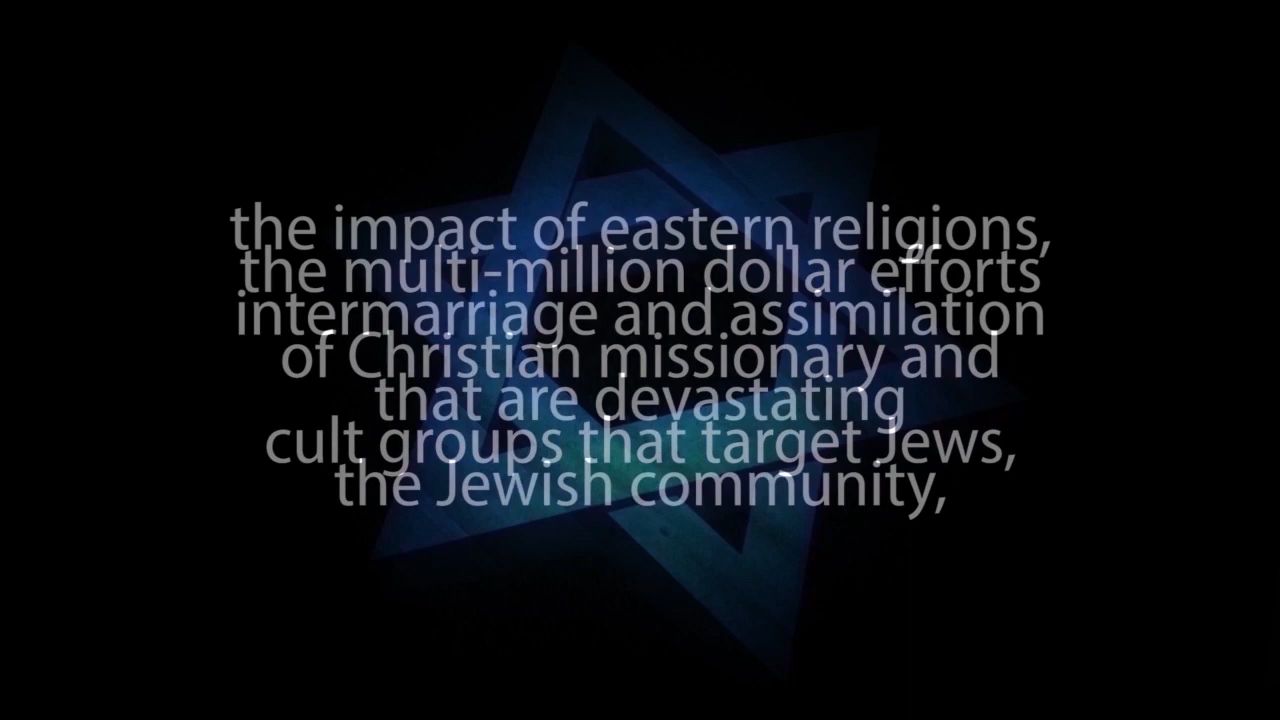 the impact of eastern religions,
the multi-million dollar efforts
intermarriage and assimilation
of Christian missionary and
that are devastating
cult groups that target Jews,
the Jewish community,